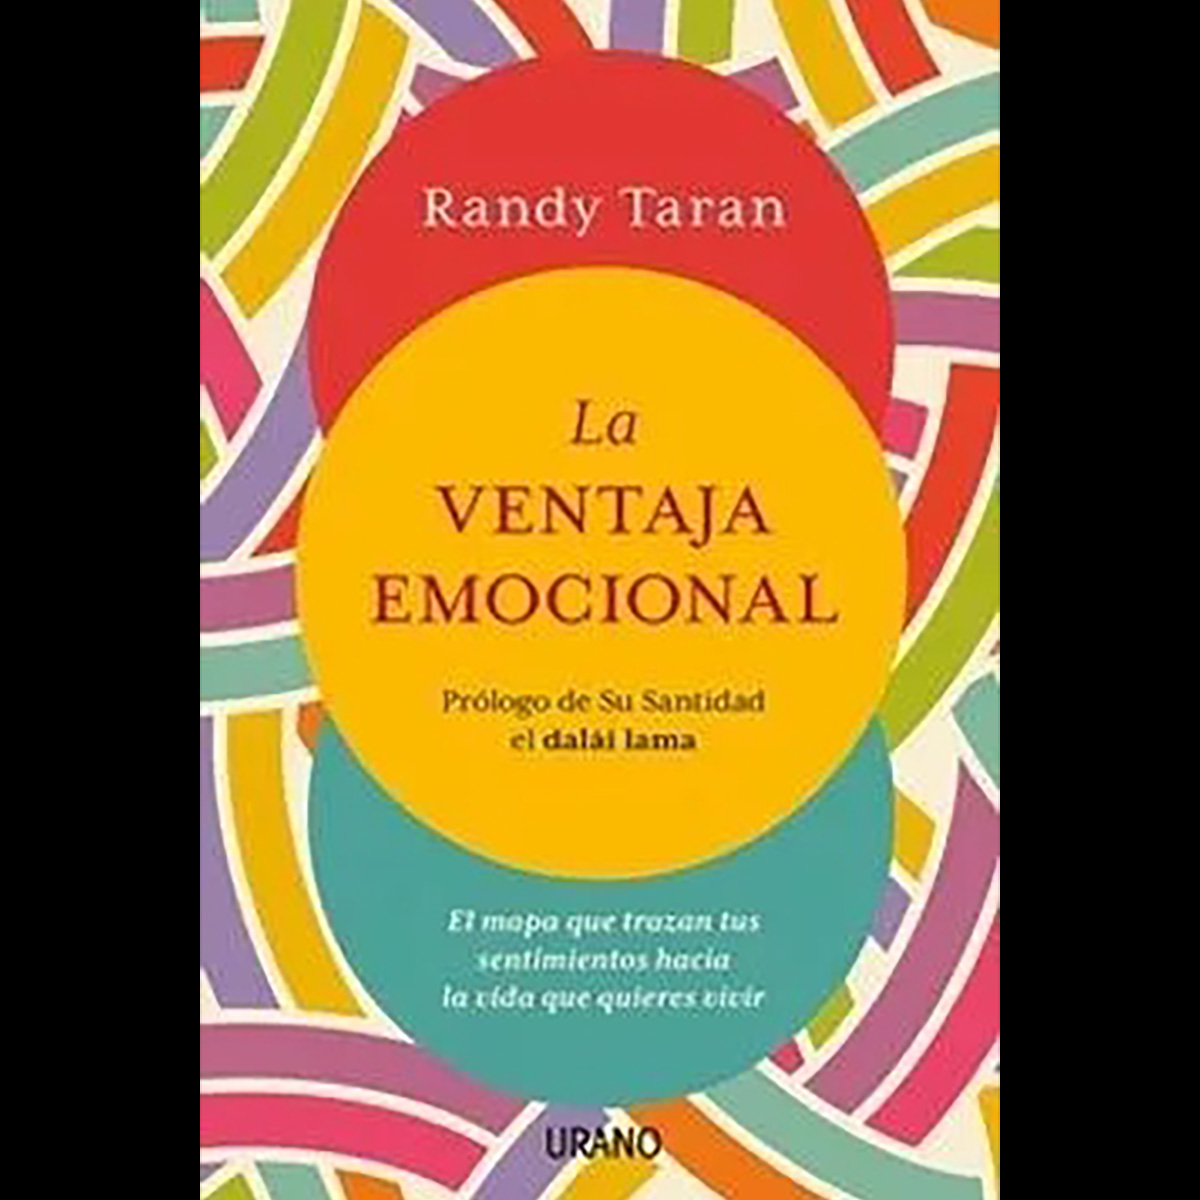 Randy Taran
La
VENTAJA
EMOCIONAL
Prólogo de Su Santidad
el dalái lama
El mapa que trazan tus
sentimientos hacia
la vida que quieres vivir
URANO